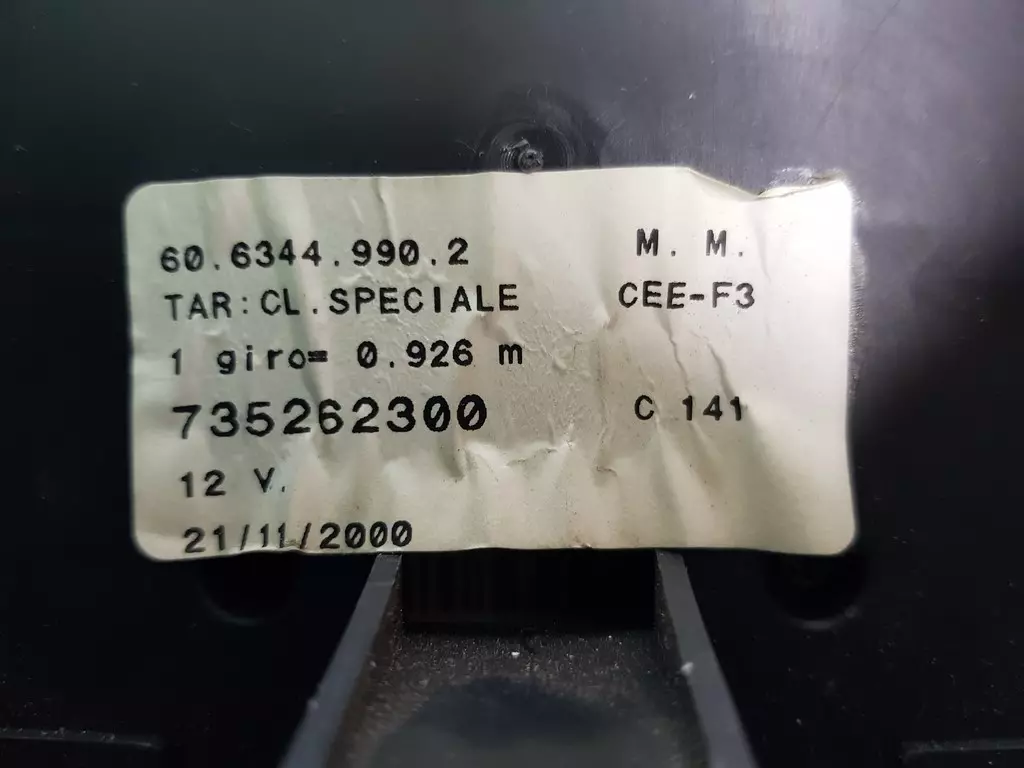 60.6344.990.2 M. M.
TAR:CL.SPECIALE CEE-F3
1 giro= 0.926 m
735262300 C 141
12 V.
21/11/2000